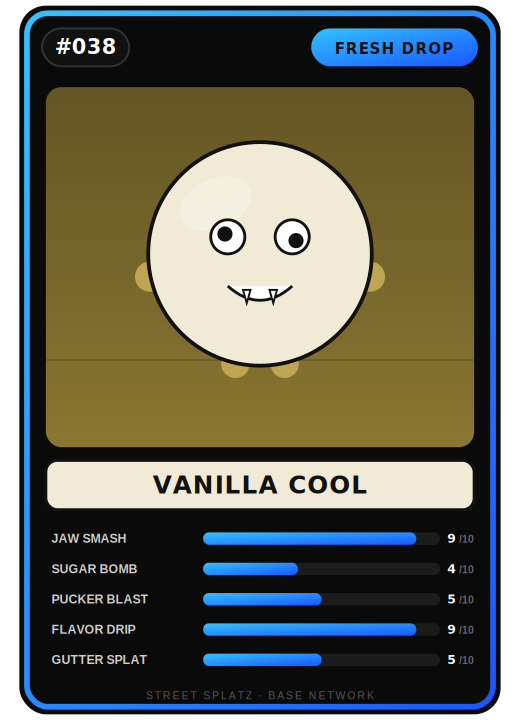 #038 FRESH DROP
VANILLA COOL
JAW SMASH 9 /10
SUGAR BOMB 4 /10
PUCKER BLAST 5 /10
FLAVOR DRIP 9 /10
GUTTER SPLAT 5 /10
STREET SPLATZ · BASE NETWORK